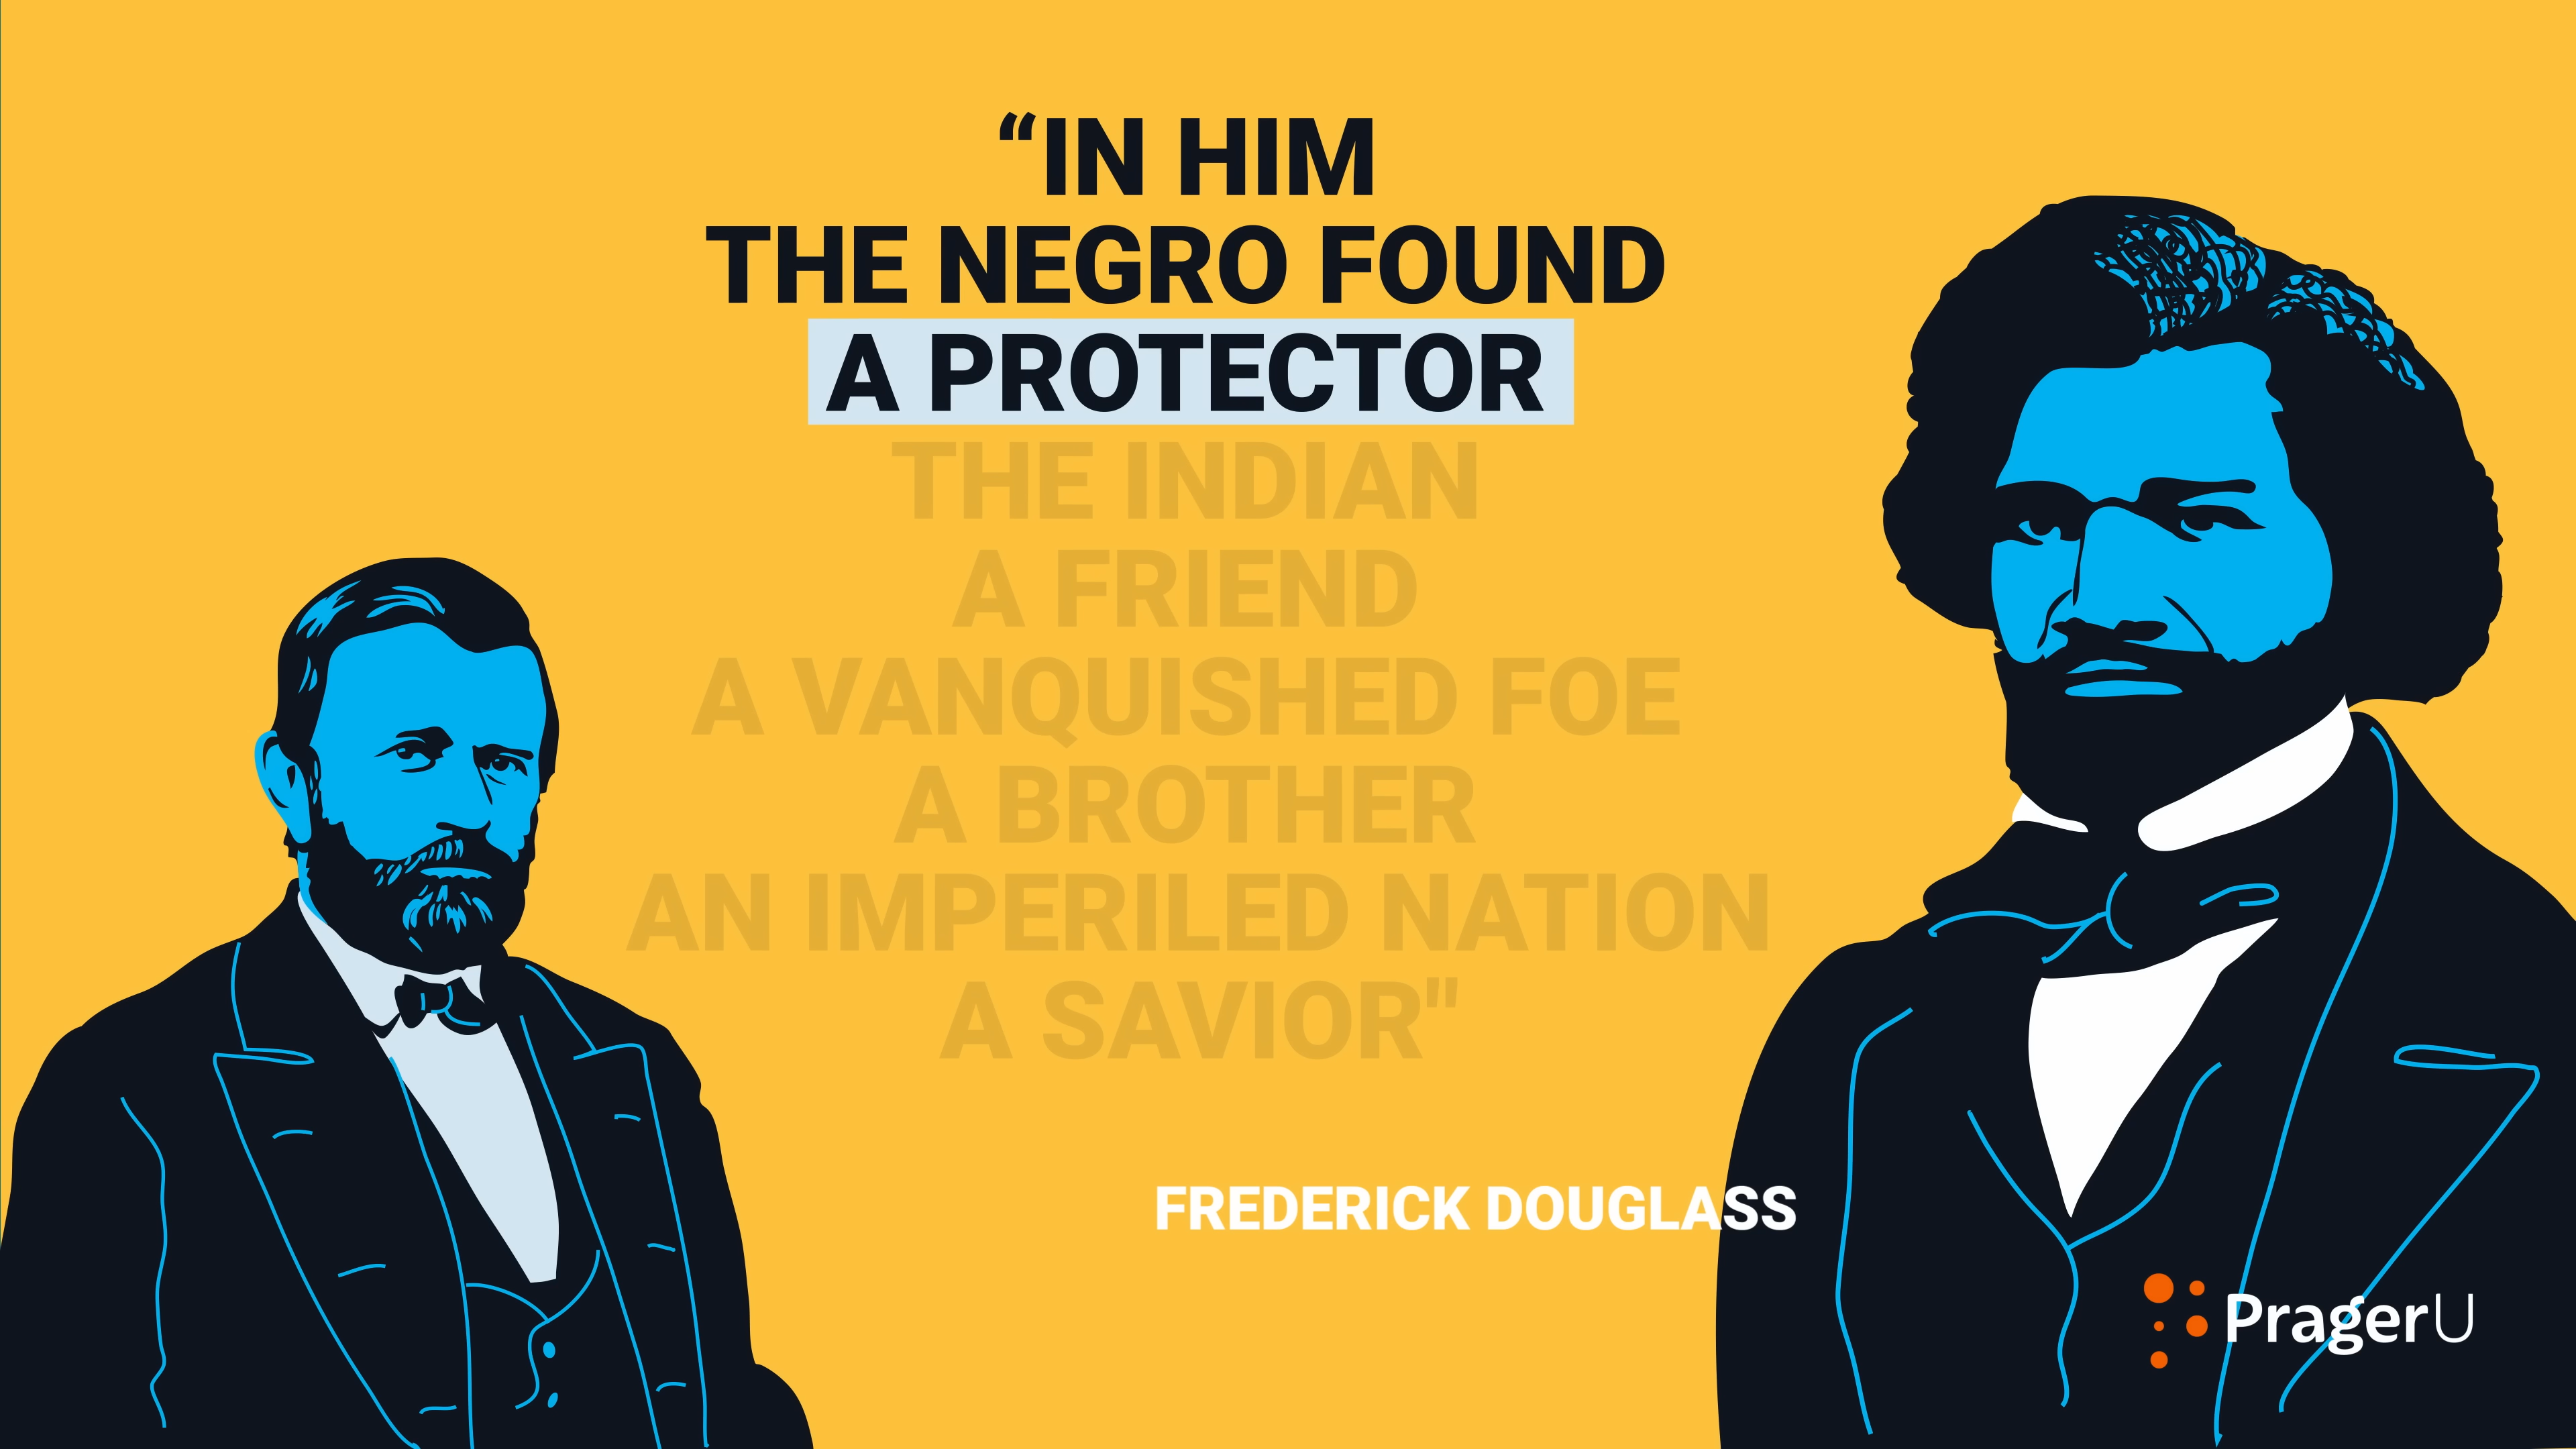 “IN HIM
THE NEGRO FOUND
A PROTECTOR
THE INDIAN
A FRIEND
A VANQUISHED FOE
A BROTHER
AN IMPERILED NATION
A SAVIOR"
FREDERICK DOUGLASS
PragerU